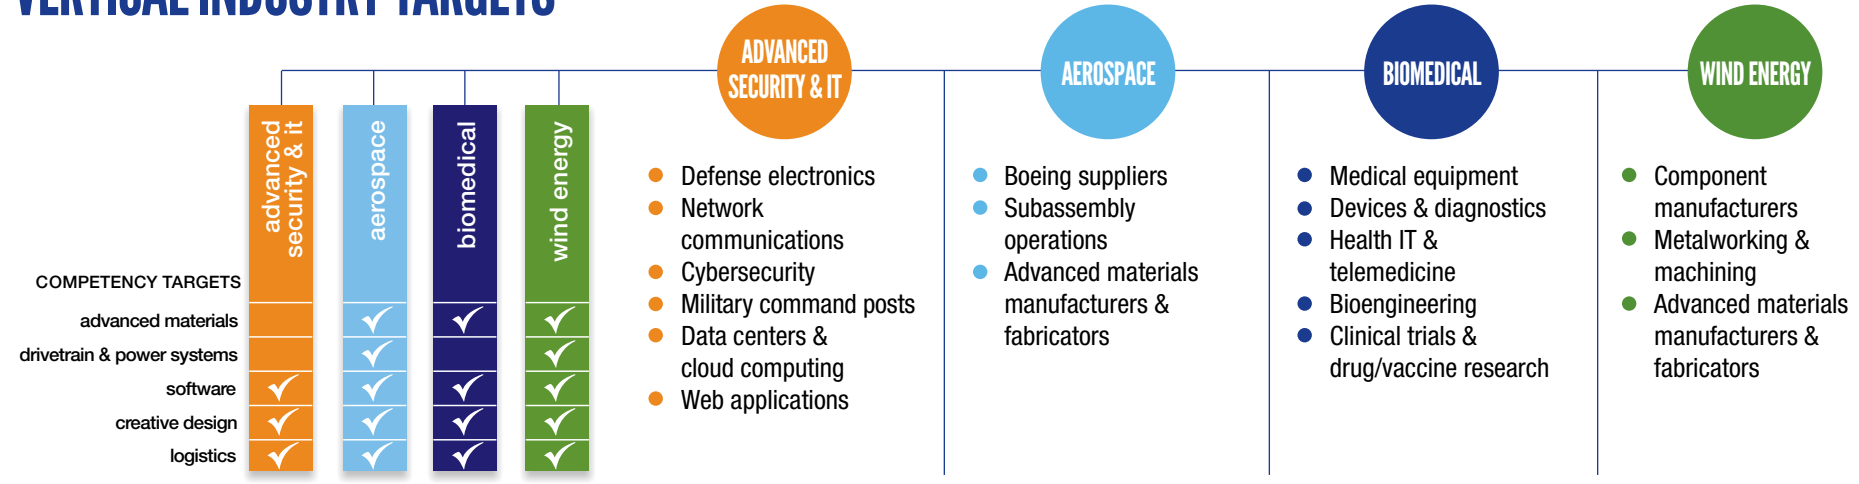 VERTICAL INDUSTRY TARGETS
advanced
security & it
aerospace
biomedical
wind energy
COMPETENCY TARGETS
advanced materials
drivetrain & power systems
software
creative design
logistics
ADVANCED
SECURITY & IT
Defense electronics
Network
communications
Cybersecurity
Military command posts
Data centers &
cloud computing
Web applications
AEROSPACE
Boeing suppliers
Subassembly
operations
Advanced materials
manufacturers &
fabricators
BIOMEDICAL
Medical equipment
Devices & diagnostics
Health IT &
telemedicine
Bioengineering
Clinical trials &
drug/vaccine research
WIND ENERGY
Component
manufacturers
Metalworking &
machining
Advanced materials
manufacturers &
fabricators